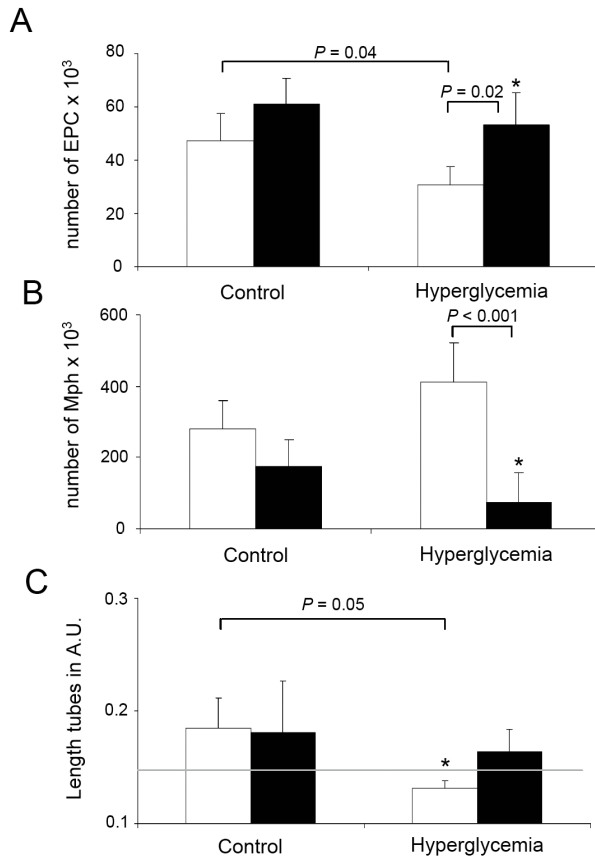 A
number of EPC x 10³
80
60
40
20
0
P = 0.04
P = 0.02
*
Control
Hyperglycemia
B
number of Mph x 10³
600
400
200
0
P < 0.001
*
Control
Hyperglycemia
C
Length tubes in A.U.
0.3
0.2
0.1
P = 0.05
*
Control
Hyperglycemia